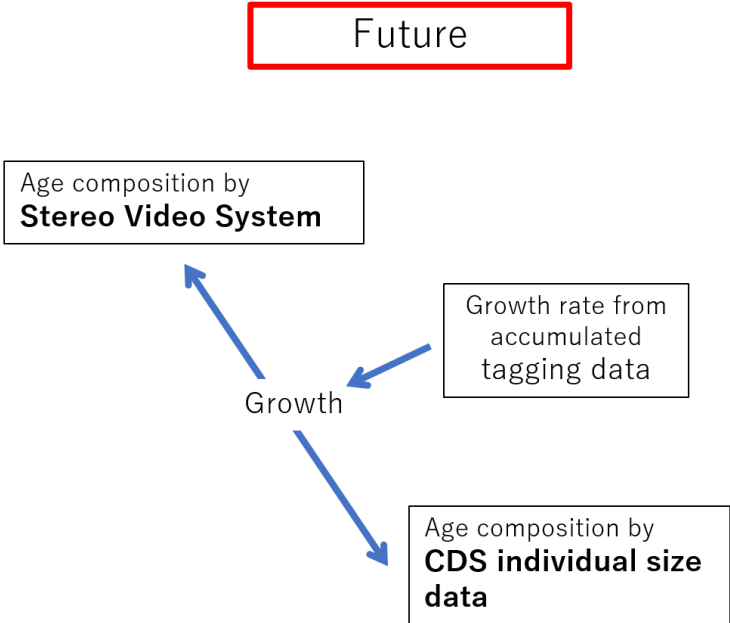 Future
Age composition by
Stereo Video System
Growth rate from
accumulated
tagging data
Growth
Age composition by
CDS individual size
data